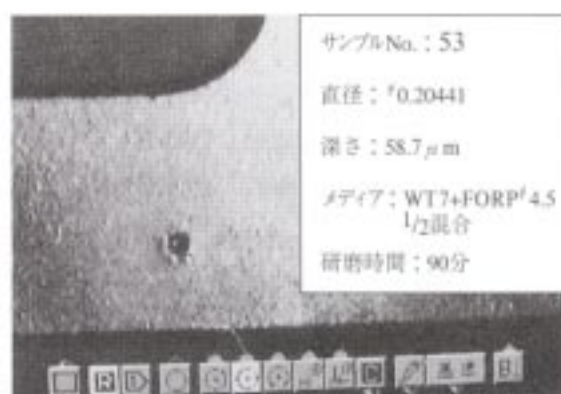 サンプルNo.：53
直径：φ0.20441
深さ：58.7μm
メディア：WT7+FORPφ4.5
1/2混合
研磨時間：90分